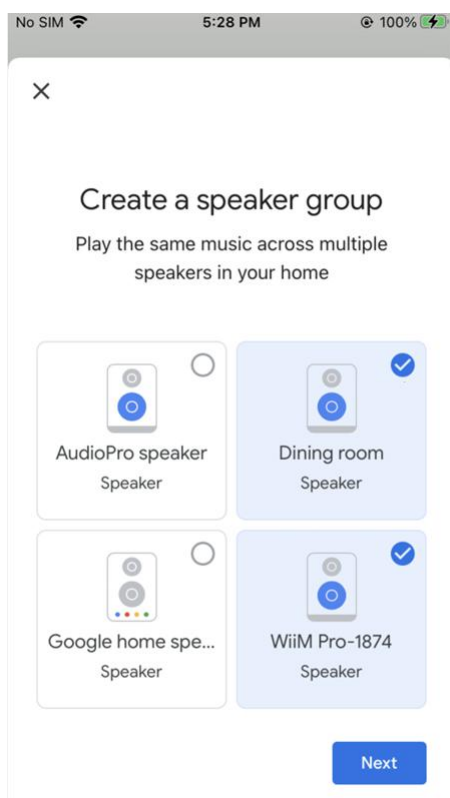 No SIM 5:28 PM 100%
Create a speaker group
Play the same music across multiple
speakers in your home
AudioPro speaker
Speaker
Dining room
Speaker
Google home spe...
Speaker
WiiM Pro-1874
Speaker
Next